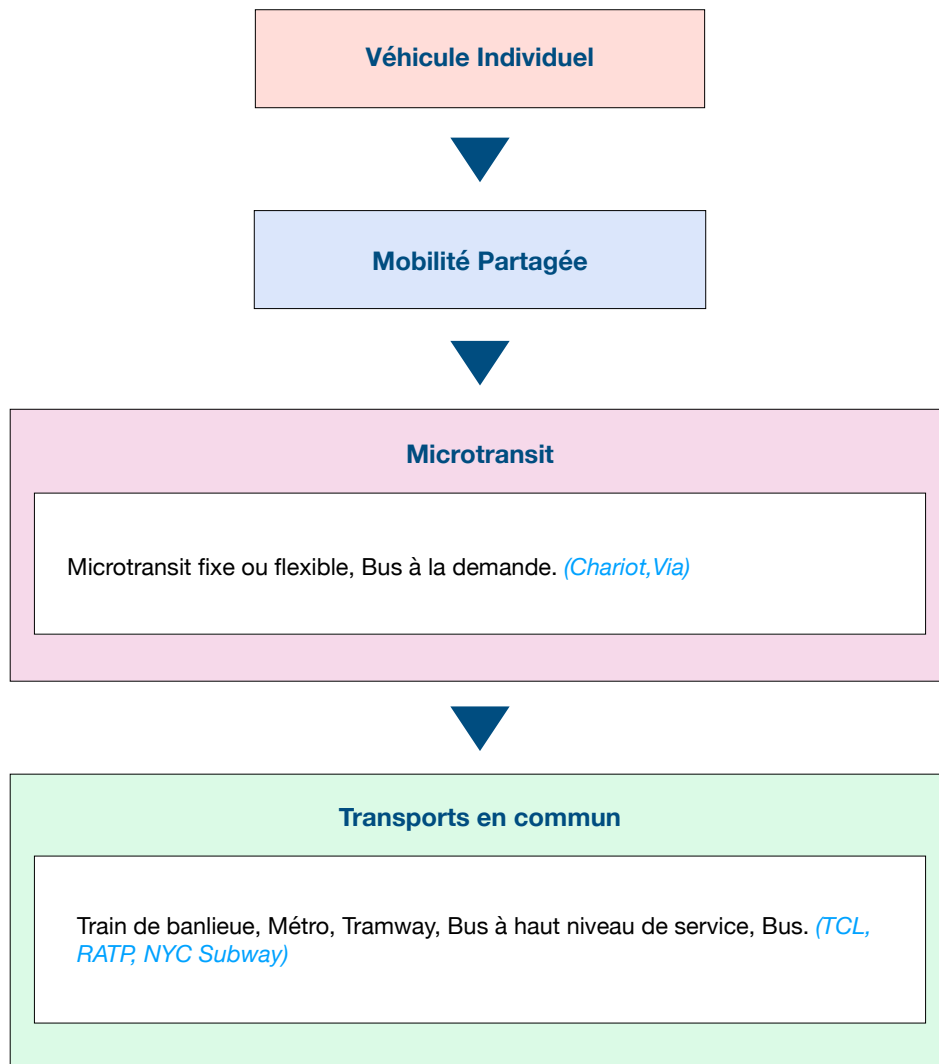 Véhicule Individuel
Mobilité Partagée
Microtransit
Microtransit fixe ou flexible, Bus à la demande. (Chariot,Via)
Transports en commun
Train de banlieue, Métro, Tramway, Bus à haut niveau de service, Bus. (TCL,
RATP, NYC Subway)